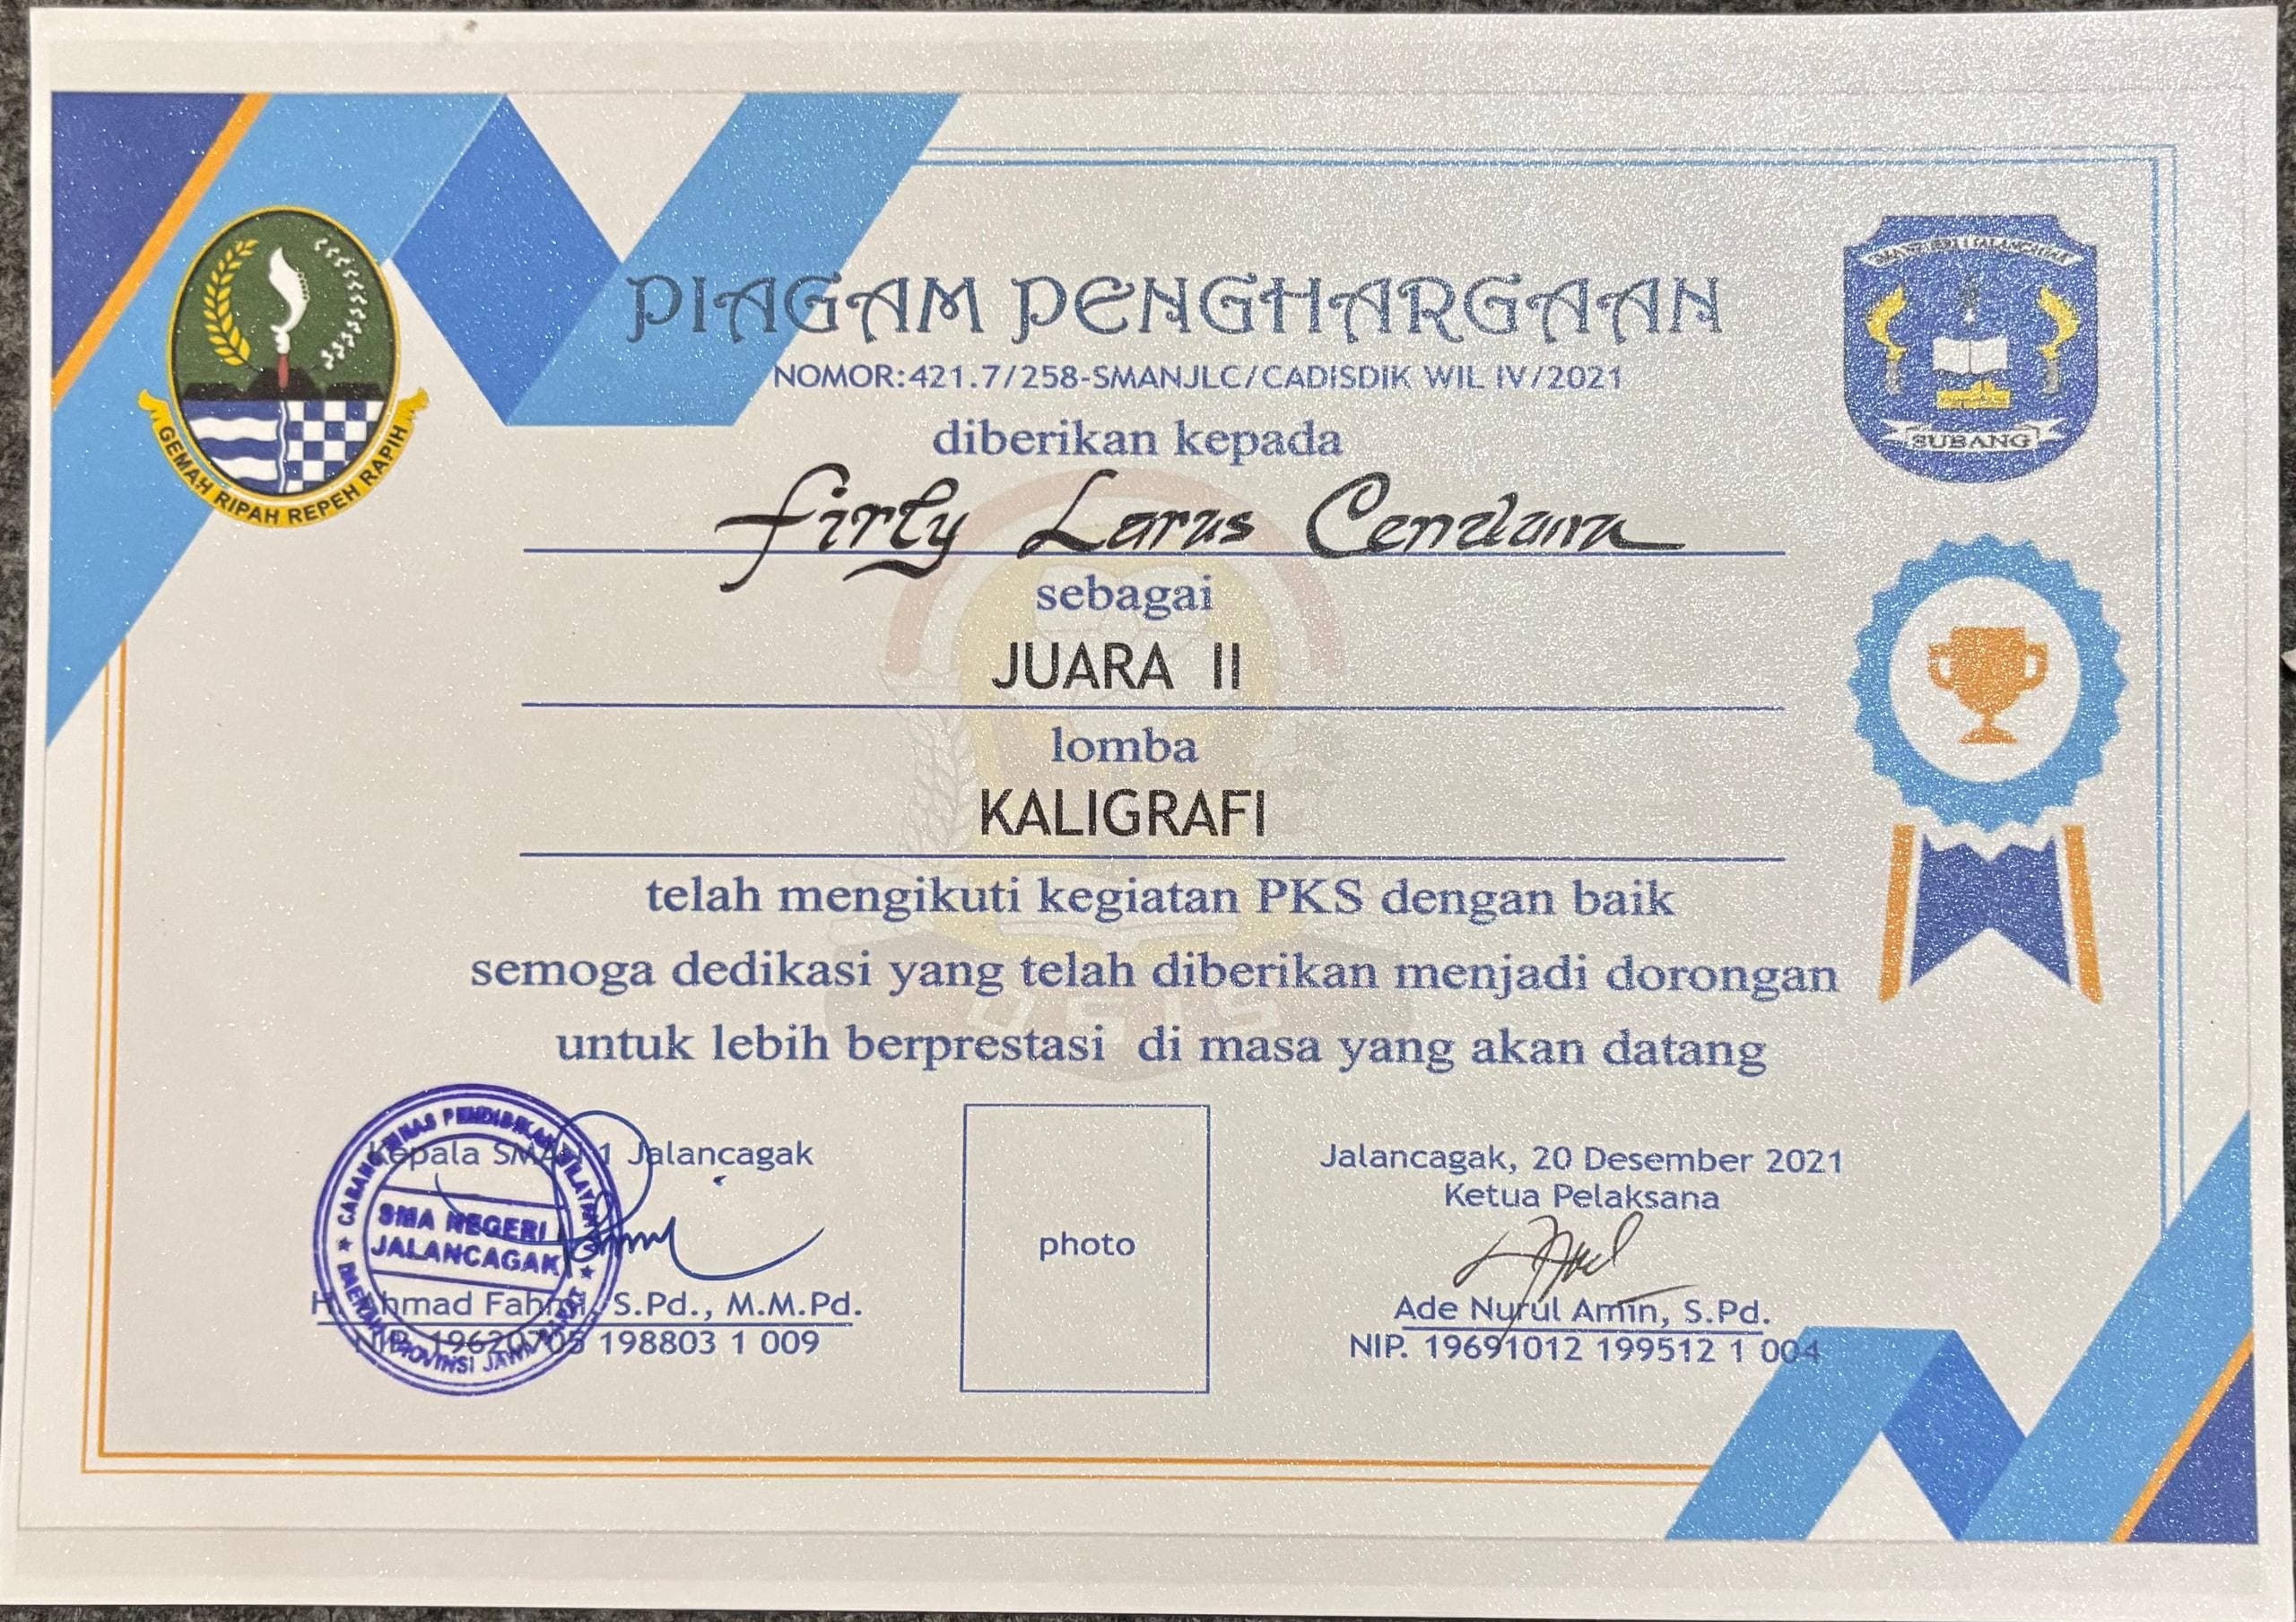 PIAGAM PENGHARGAAN
NOMOR:421.7/258-SMANJLC/CADISDIK WIL IV/2021
GEMAH RIPAH REPEH RAPIH
SUBANG
diberikan kepada
Firly Laras Cendana
sebagai
JUARA II
lomba
KALIGRAFI
telah mengikuti kegiatan PKS dengan baik
semoga dedikasi yang telah diberikan menjadi dorongan
untuk lebih berprestasi di masa yang akan datang
OSIS
Kepala SMAN 1 Jalancagak
SMA NEGERI
JALANCAGAK
H. Ahmad Fahmi, S.Pd., M.M.Pd.
NIP. 19620705 198803 1 009
photo
Jalancagak, 20 Desember 2021
Ketua Pelaksana
Ade Nurul Amin, S.Pd.
NIP. 19691012 199512 1 004